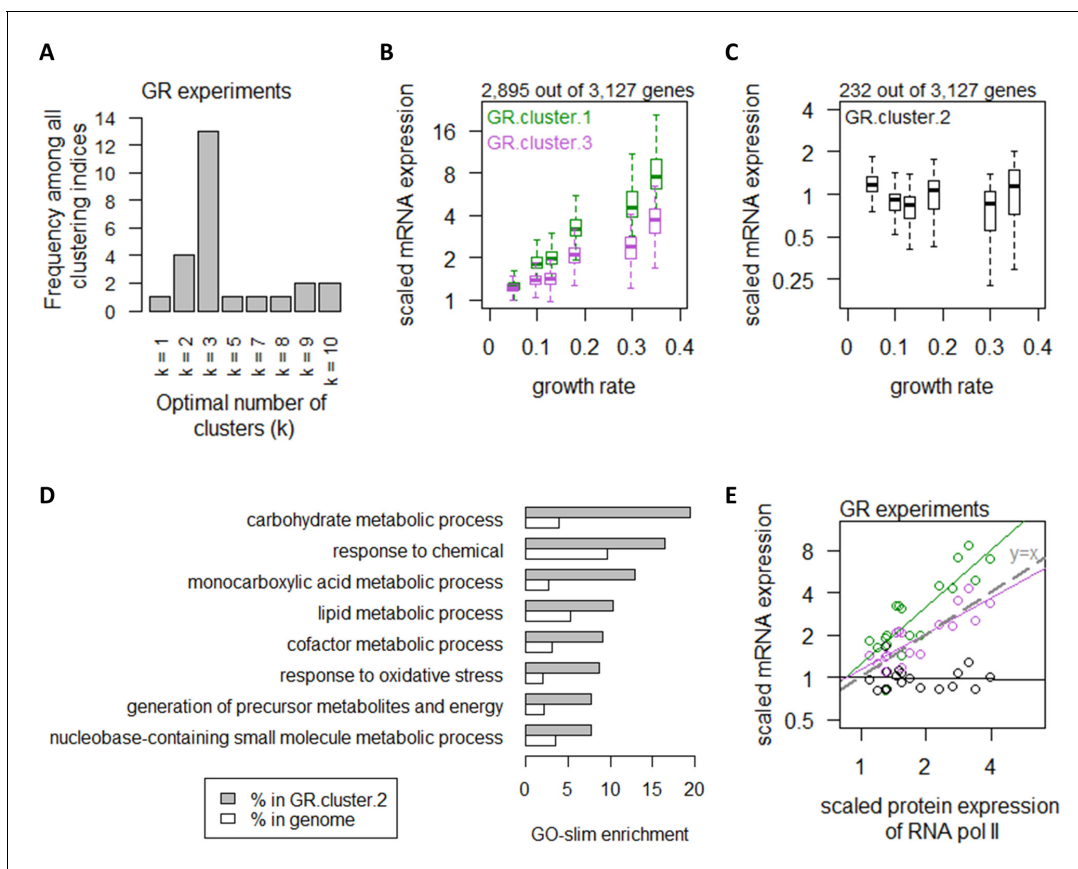 A
GR experiments
Frequency among all
clustering indices
14
12
10
8
6
4
2
0
k = 1
k = 2
k = 3
k = 5
k = 7
k = 8
k = 9
k = 10
Optimal number of
clusters (k)
B
2,895 out of 3,127 genes
GR.cluster.1
GR.cluster.3
scaled mRNA expression
16
8
4
2
1
0
0.1
0.2
0.3
0.4
growth rate
C
232 out of 3,127 genes
GR.cluster.2
scaled mRNA expression
4
2
1
0.5
0.25
0
0.1
0.2
0.3
0.4
growth rate
D
carbohydrate metabolic process
response to chemical
monocarboxylic acid metabolic process
lipid metabolic process
cofactor metabolic process
response to oxidative stress
generation of precursor metabolites and energy
nucleobase-containing small molecule metabolic process
0
5
10
15
20
GO-slim enrichment
% in GR.cluster.2
% in genome
E
GR experiments
y=x
scaled mRNA expression
8
4
2
1
0.5
1
2
4
scaled protein expression
of RNA pol II